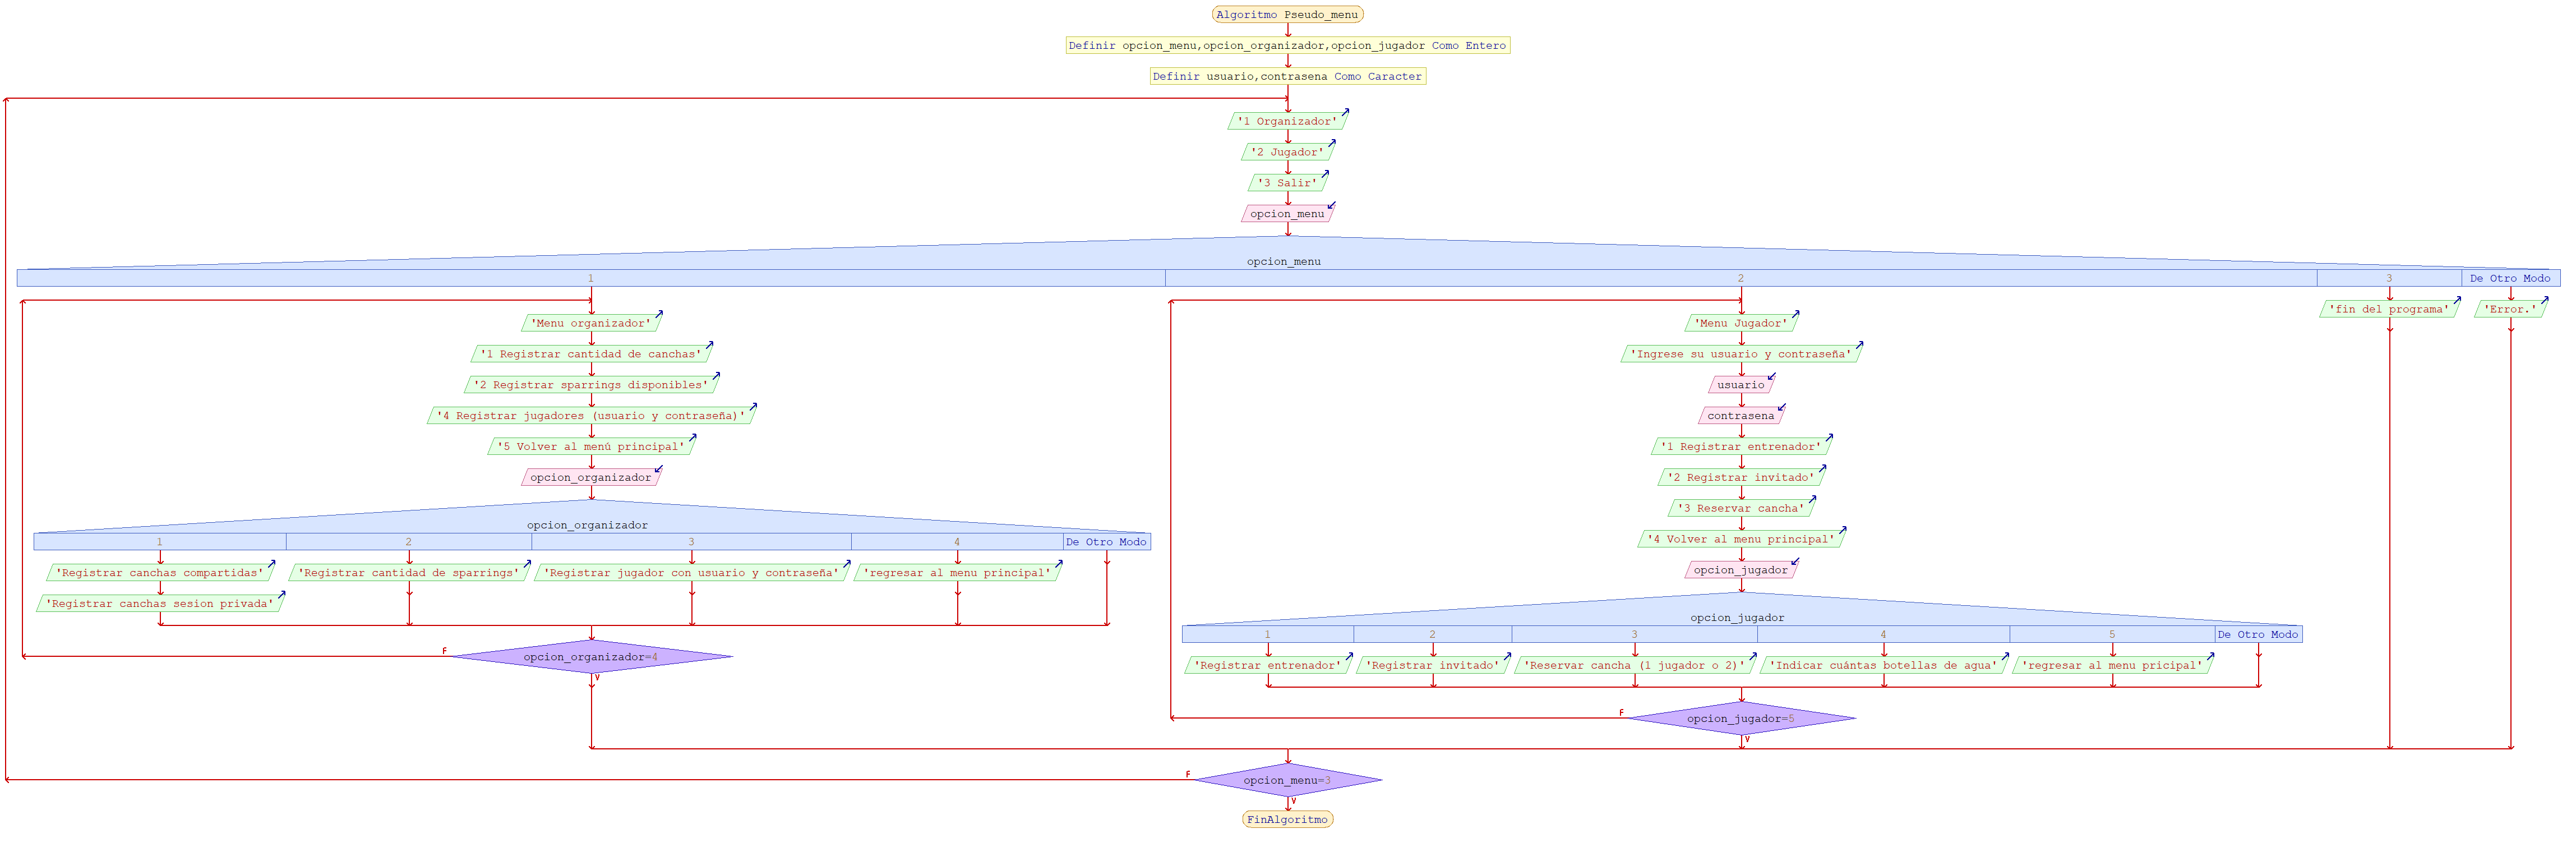 Algoritmo Pseudo_menu
Definir opcion_menu,opcion_organizador,opcion_jugador Como Entero
Definir usuario,contrasena Como Caracter
'1 Organizador'
'2 Jugador'
'3 Salir'
opcion_menu
opcion_menu
1 2 3 De Otro Modo
'Menu organizador'
'1 Registrar cantidad de canchas'
'2 Registrar sparrings disponibles'
'4 Registrar jugadores (usuario y contraseña)'
'5 Volver al menú principal'
opcion_organizador
opcion_organizador
1 2 3 4 De Otro Modo
'Registrar canchas compartidas' 'Registrar cantidad de sparrings' 'Registrar jugador con usuario y contraseña' 'regresar al menu principal'
'Registrar canchas sesion privada'
opcion_organizador=4
F
V
'Menu Jugador'
'Ingrese su usuario y contraseña'
usuario
contrasena
'1 Registrar entrenador'
'2 Registrar invitado'
'3 Reservar cancha'
'4 Volver al menu principal'
opcion_jugador
opcion_jugador
1 2 3 4 5 De Otro Modo
'Registrar entrenador' 'Registrar invitado' 'Reservar cancha (1 jugador o 2)' 'Indicar cuántas botellas de agua' 'regresar al menu pricipal'
F
opcion_jugador=5
V
'fin del programa'
'Error.'
F
opcion_menu=3
V
FinAlgoritmo